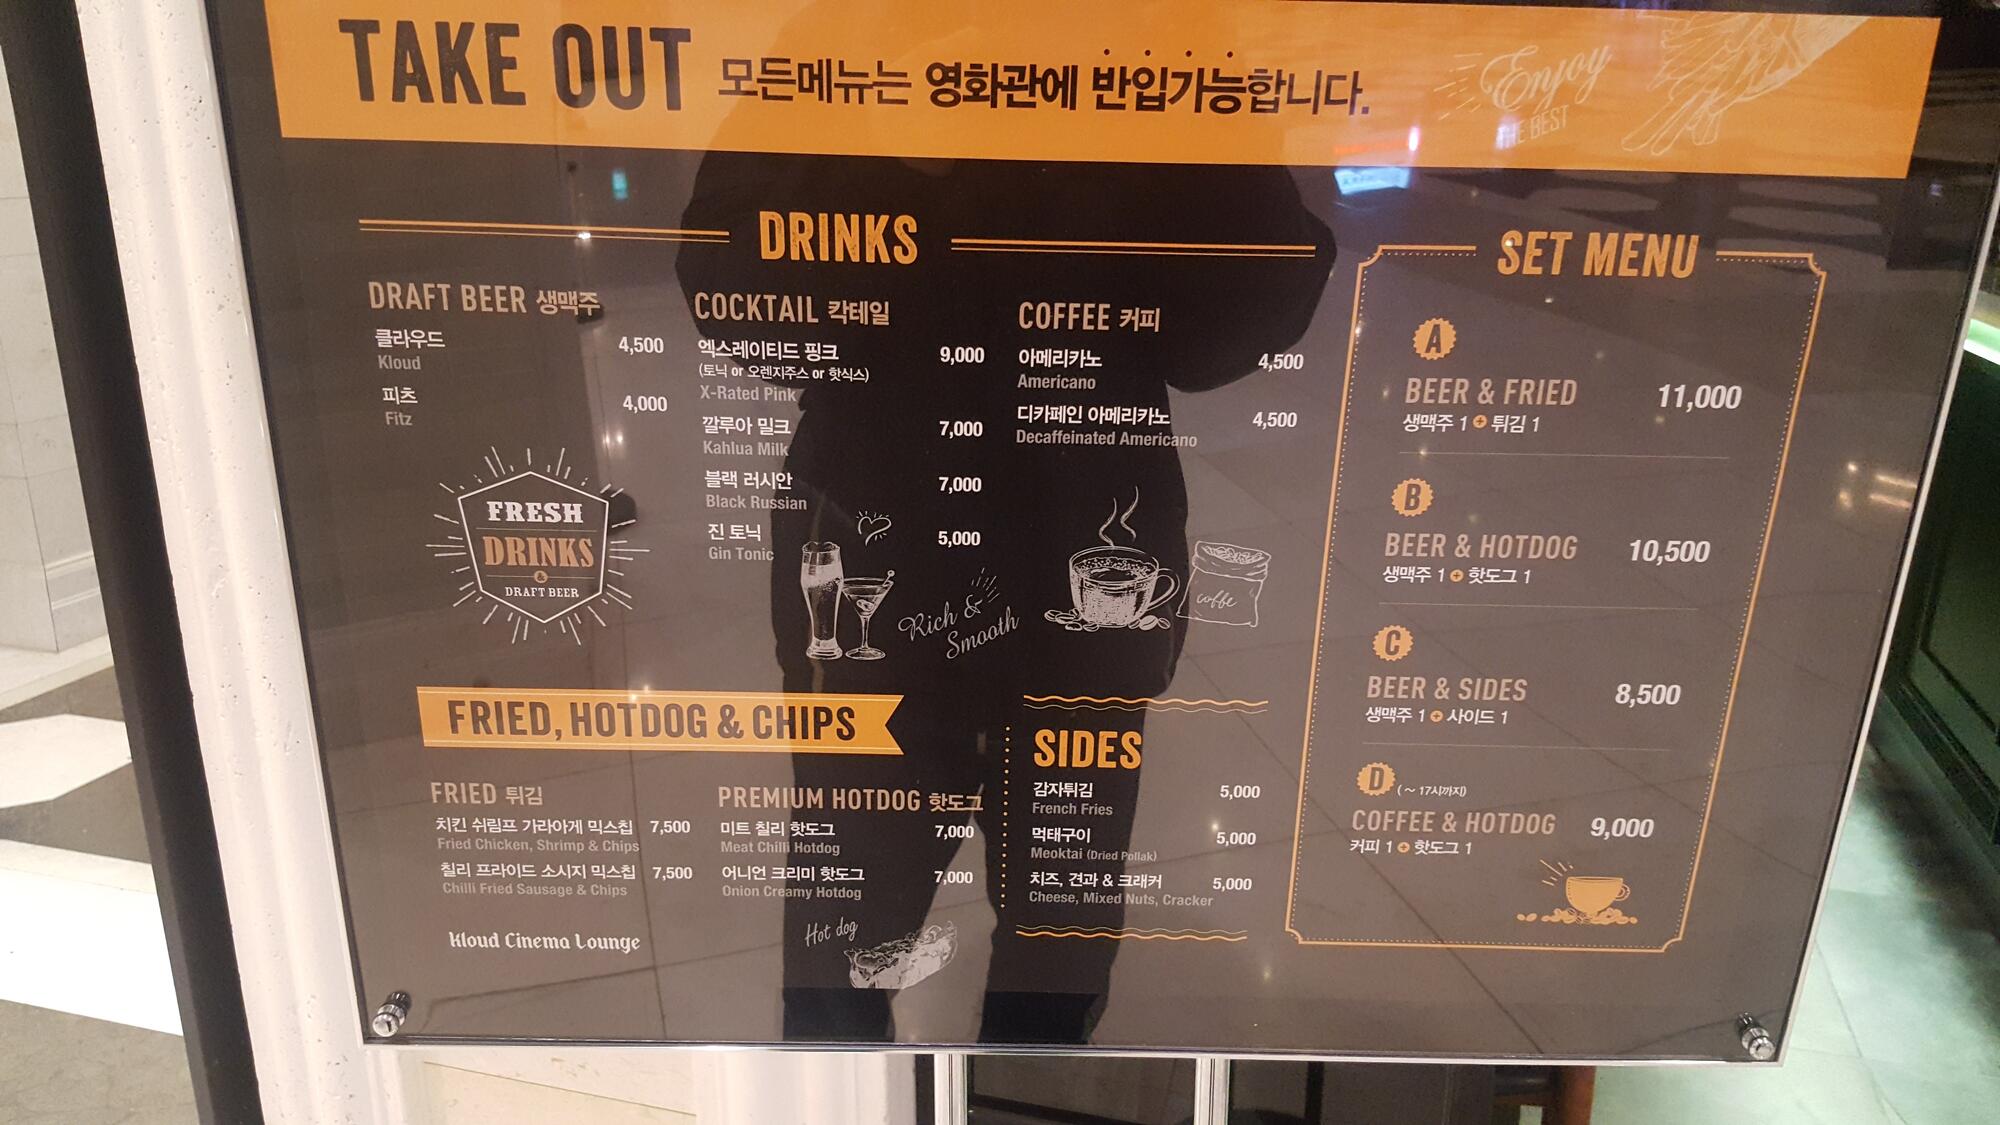 TAKE OUT 모든메뉴는 영화관에 반입가능합니다.
Enjoy
THE BEST
DRINKS
DRAFT BEER 생맥주
클라우드 4,500
Kloud
피츠 4,000
Fitz
FRESH
DRINKS
&
DRAFT BEER
COCKTAIL 칵테일
엑스레이티드 핑크 9,000
(토닉 or 오렌지주스 or 핫식스)
X-Rated Pink
깔루아 밀크 7,000
Kahlua Milk
블랙 러시안 7,000
Black Russian
진 토닉 5,000
Gin Tonic
Rich &
Smooth
COFFEE 커피
아메리카노 4,500
Americano
디카페인 아메리카노 4,500
Decaffeinated Americano
coffe
FRIED, HOTDOG & CHIPS
FRIED 튀김
치킨 쉬림프 가라아게 믹스칩 7,500
Fried Chicken, Shrimp & Chips
칠리 프라이드 소시지 믹스칩 7,500
Chilli Fried Sausage & Chips
Kloud Cinema Lounge
PREMIUM HOTDOG 핫도그
미트 칠리 핫도그 7,000
Meat Chilli Hotdog
어니언 크리미 핫도그 7,000
Onion Creamy Hotdog
Hot dog
SIDES
감자튀김 5,000
French Fries
먹태구이 5,000
Meoktai (Dried Pollak)
치즈, 견과 & 크래커 5,000
Cheese, Mixed Nuts, Cracker
SET MENU
A
BEER & FRIED 11,000
생맥주 1 + 튀김 1
B
BEER & HOTDOG 10,500
생맥주 1 + 핫도그 1
C
BEER & SIDES 8,500
생맥주 1 + 사이드 1
D (~ 17시까지)
COFFEE & HOTDOG 9,000
커피 1 + 핫도그 1